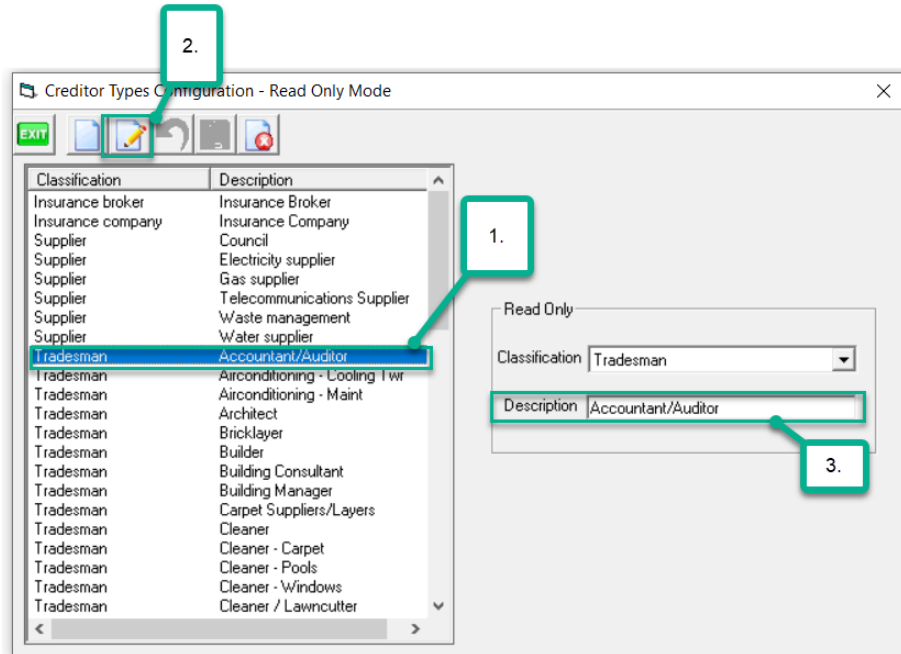 2.
Creditor Types Configuration - Read Only Mode
EXIT
Classification Description
Insurance broker Insurance Broker
Insurance company Insurance Company
Supplier Council
1.
Supplier Electricity supplier
Supplier Gas supplier
Supplier Telecommunications Supplier
Supplier Waste management
Read Only
Supplier Water supplier
Tradesman Accountant/Auditor
Classification Tradesman
Tradesman Airconditioning - Cooling Twr
Tradesman Airconditioning - Maint
Description Accountant/Auditor
Tradesman Architect
Tradesman Bricklayer
Tradesman Builder
3.
Tradesman Building Consultant
Tradesman Building Manager
Tradesman Carpet Suppliers/Layers
Tradesman Cleaner
Tradesman Cleaner - Carpet
Tradesman Cleaner - Pools
Tradesman Cleaner - Windows
Tradesman Cleaner / Lawncutter